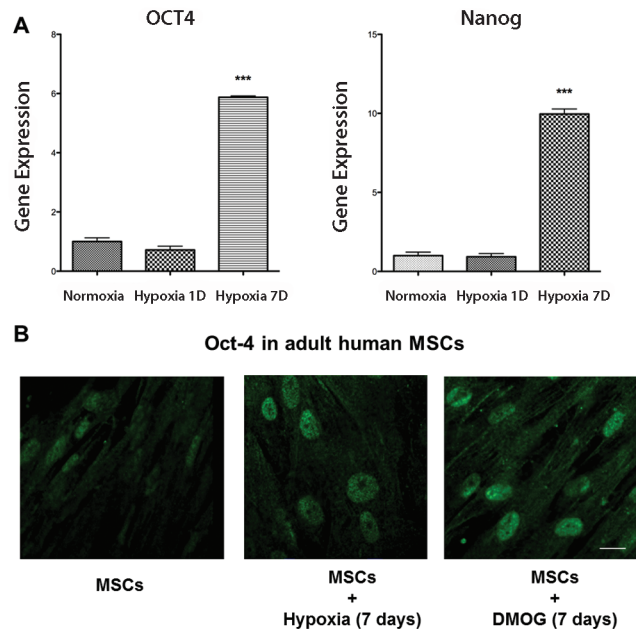 A
OCT4
Gene Expression
8
6
4
2
0
***
Normoxia Hypoxia 1D Hypoxia 7D
Nanog
Gene Expression
15
10
5
0
***
Normoxia Hypoxia 1D Hypoxia 7D
B
Oct-4 in adult human MSCs
MSCs
MSCs
+
Hypoxia (7 days)
MSCs
+
DMOG (7 days)